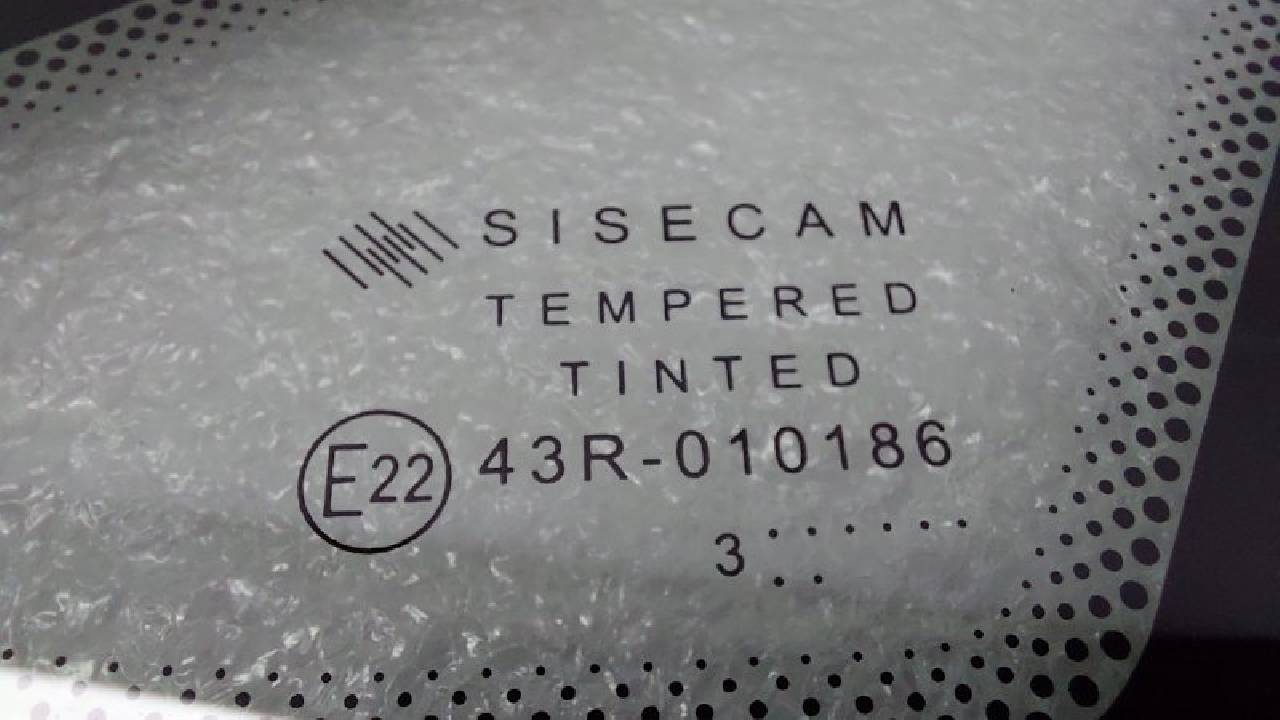 SISECAM
TEMPERED
TINTED
E22 43R-010186
3